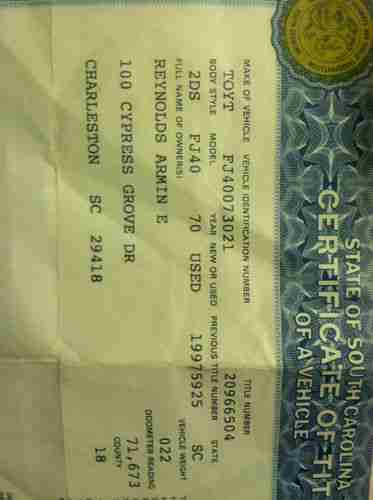 STATE OF SOUTH CAROLINA
CERTIFICATE OF TIT
OF A VEHICLE
MAKE OF VEHICLE VEHICLE IDENTIFICATION NUMBER TITLE NUMBER
TOYT FJ40073021 20966504
BODY STYLE MODEL YEAR NEW OR USED PREVIOUS TITLE NUMBER STATE
2DS FJ40 70 USED 19975925 SC
FULL NAME OF OWNER(S) VEHICLE WEIGHT
REYNOLDS ARMIN E 022
ODOMETER READING
100 CYPRESS GROVE DR 71,673
COUNTY
CHARLESTON SC 29418 18